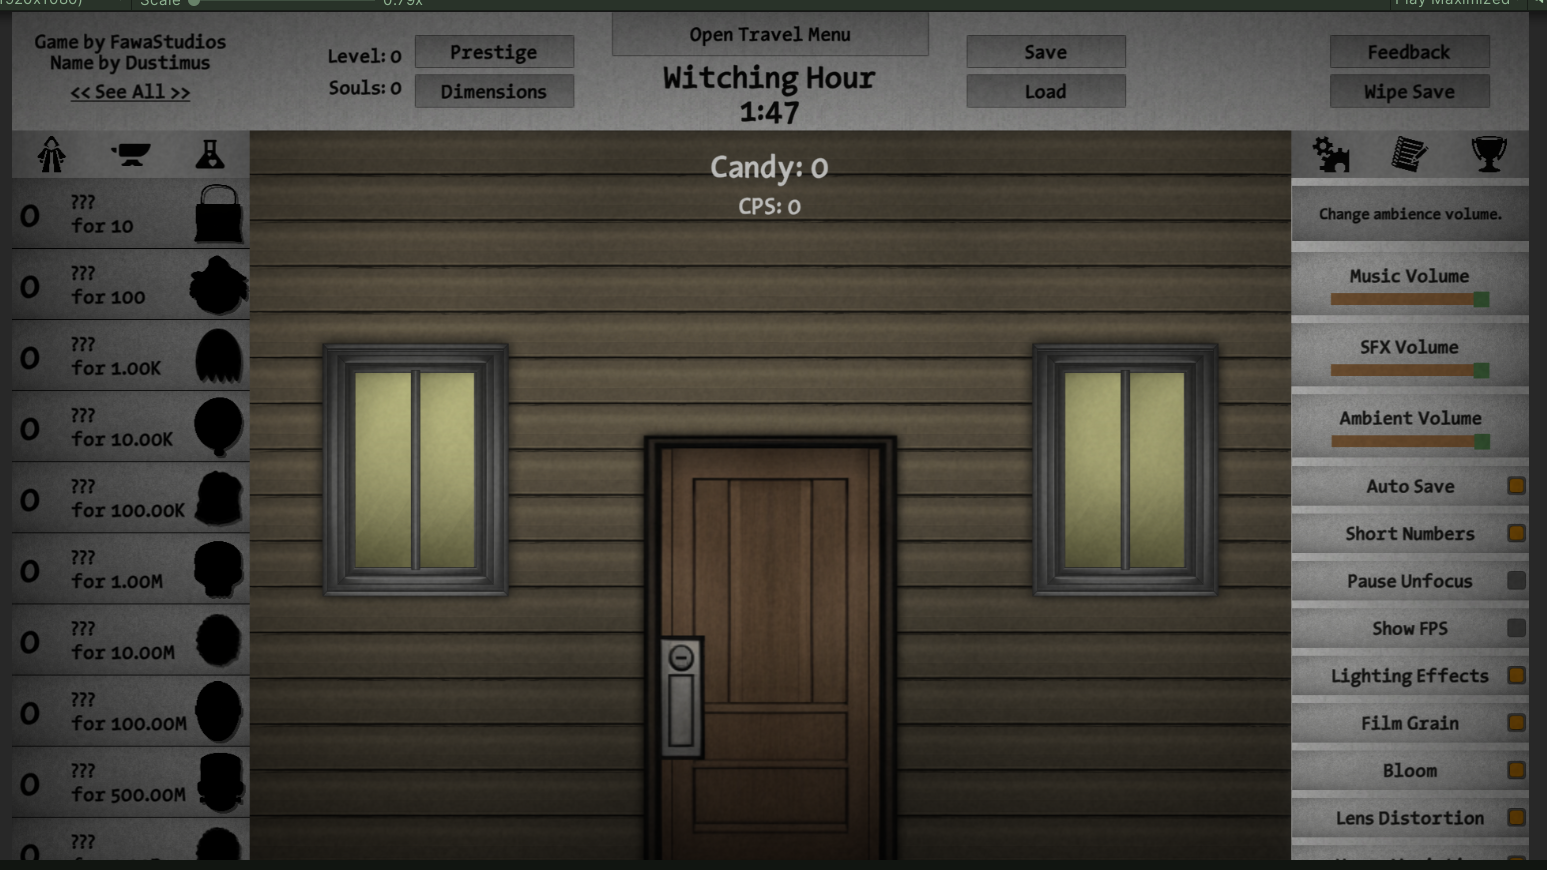 Scale
0.79x
Play Maximized
Game by FawaStudios
Name by Dustimus
<< See All >>
Level: 0
Souls: 0
Prestige
Dimensions
Open Travel Menu
Witching Hour
1:47
Save
Load
Feedback
Wipe Save
Candy: 0
CPS: 0
0
???
for 10
0
???
for 100
0
???
for 1.00K
0
???
for 10.00K
0
???
for 100.00K
0
???
for 1.00M
0
???
for 10.00M
0
???
for 100.00M
0
???
for 500.00M
0
???
Change ambience volume.
Music Volume
SFX Volume
Ambient Volume
Auto Save
Short Numbers
Pause Unfocus
Show FPS
Lighting Effects
Film Grain
Bloom
Lens Distortion